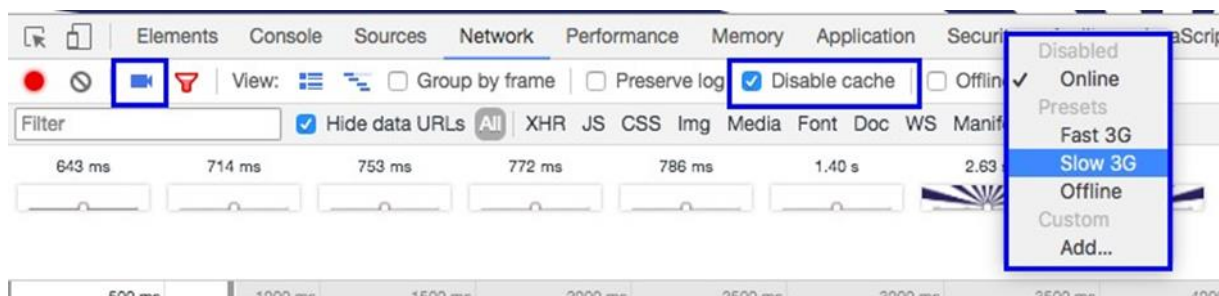 Elements Console Sources Network Performance Memory Application
View: Group by frame Preserve log Disable cache
Filter Hide data URLs All XHR JS CSS Img Media Font Doc WS
643 ms 714 ms 753 ms 772 ms 786 ms 1.40 s 2.63
Disabled
✓ Online
Presets
Fast 3G
Slow 3G
Offline
Custom
Add...